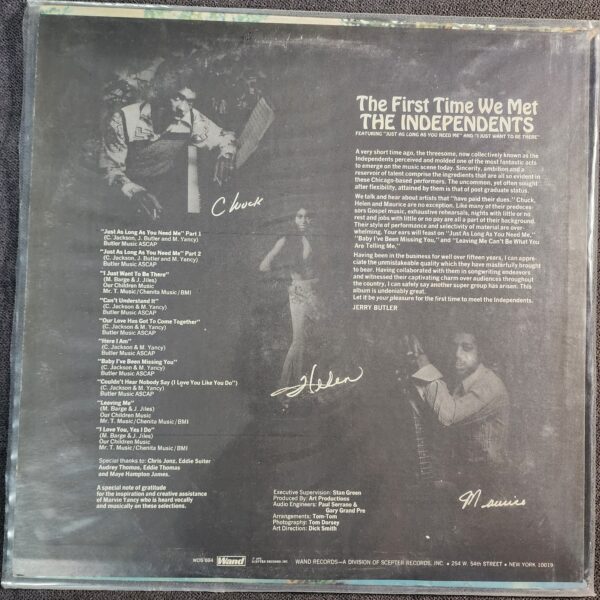 The First Time We Met
THE INDEPENDENTS
FEATURING "JUST AS LONG AS YOU NEED ME" AND "I JUST WANT TO BE THERE"
A very short time ago, the threesome, now collectively known as the
Independents perceived and molded one of the most fantastic acts
to emerge on the music scene today. Sincerity, ambition and a
reservoir of talent comprise the ingredients that are so evident in
these Chicago-based performers. The uncommon, yet often sought
after flexibility, attained by them is that of post graduate status.
We talk and hear about artists that "have paid their dues." Chuck,
Helen and Maurice are no exception. Like many of their predeces-
sors Gospel music, exhaustive rehearsals, nights with little or no
rest and jobs with little or no pay are all a part of their background.
Their style of performance and selectivity of material are over-
whelming. Your ears will feast on "Just As Long As You Need Me,"
"Baby I've Been Missing You," and "Leaving Me Can't Be What You
Are Telling Me."
Having been in the business for well over fifteen years, I can appre-
ciate the unmistakeable quality which they have masterfully brought
to bear. Having collaborated with them in songwriting endeavors
and witnessed their captivating charm over audiences throughout
the country, I can safely say another super group has arisen. This
album is undeniably great.
Let it be your pleasure for the first time to meet the Independents.
JERRY BUTLER
Chuck
"Just As Long As You Need Me" Part 1
(C. Jackson, J. Butler and M. Yancy)
Butler Music ASCAP
"Just As Long As You Need Me" Part 2
(C. Jackson, J. Butler & M. Yancy)
Butler Music ASCAP
"I Just Want To Be There"
(M. Barge & J. Jiles)
Our Children Music
Mr. T. Music/Chenita Music/BMI
"Can't Understand It"
(C. Jackson & M. Yancy)
Butler Music ASCAP
"Our Love Has Got To Come Together"
(C. Jackson & M. Yancy)
Butler Music ASCAP
"Here I Am"
(C. Jackson & M. Yancy)
Butler Music ASCAP
"Baby I've Been Missing You"
(C. Jackson & M. Yancy)
Butler Music ASCAP
"Couldn't Hear Nobody Say (I Love You Like You Do")
(C. Jackson & M. Yancy)
Butler Music ASCAP
"Leaving Me"
(M. Barge & J. Jiles)
Our Children Music
Mr. T. Music/Chenita Music/BMI
"I Love You, Yes I Do"
(M. Barge & J. Jiles)
Our Children Music
Mr. T. Music/Chenita Music/BMI
Special thanks to: Chris Jonz, Eddie Suiter
Audrey Thomas, Eddie Thomas
and Maye Hampton James.
A special note of gratitude
for the inspiration and creative assistance
of Marvin Yancy who is heard vocally
and musically on these selections.
Helen
Maurice
Executive Supervision: Stan Green
Produced By: Art Productions
Audio Engineers: Paul Serrano &
Gary Grand Pre
Arrangements: Tom-Tom
Photography: Tom Dorsey
Art Direction: Dick Smith
WDS 694 Wand
SCEPTER RECORDS, INC.
WAND RECORDS—A DIVISION OF SCEPTER RECORDS, INC. • 254 W. 54th STREET • NEW YORK 10019